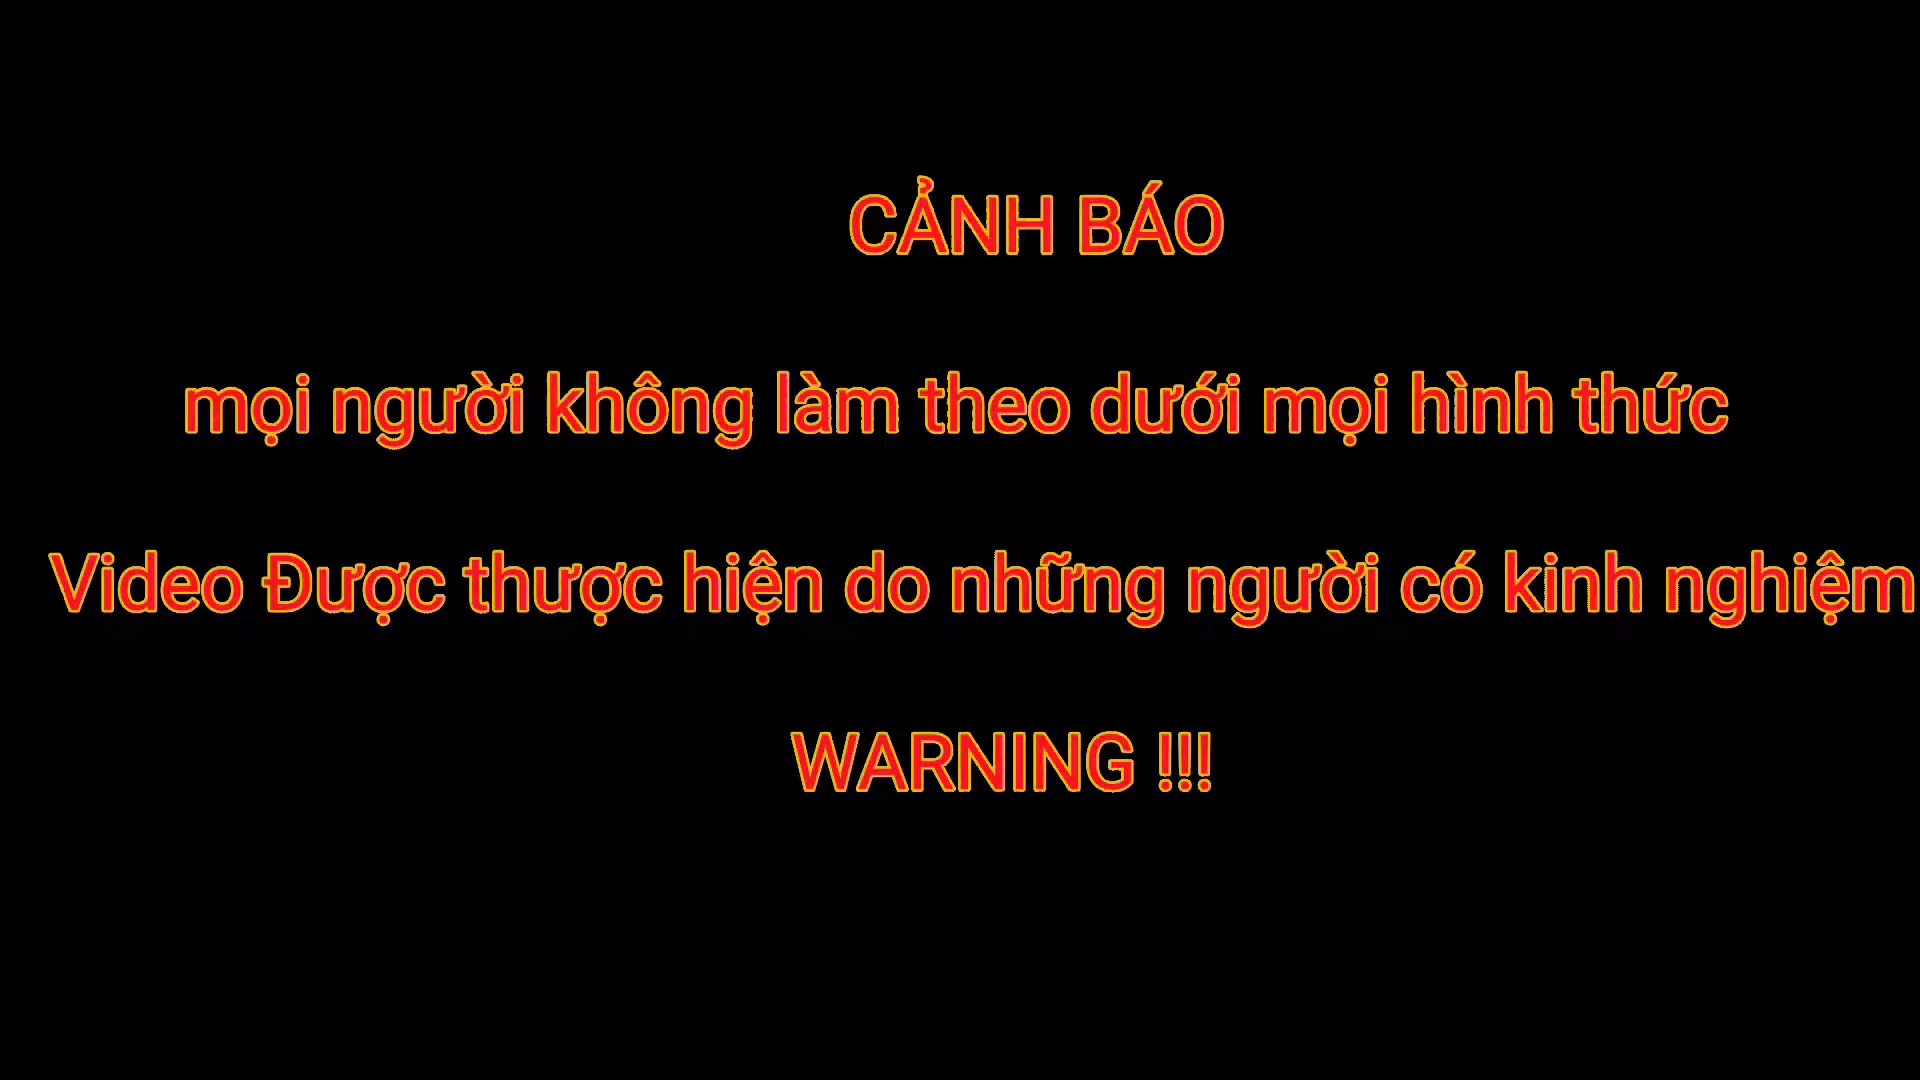 CẢNH BÁO
mọi người không làm theo dưới mọi hình thức
Video Được thược hiện do những người có kinh nghiệm
WARNING !!!